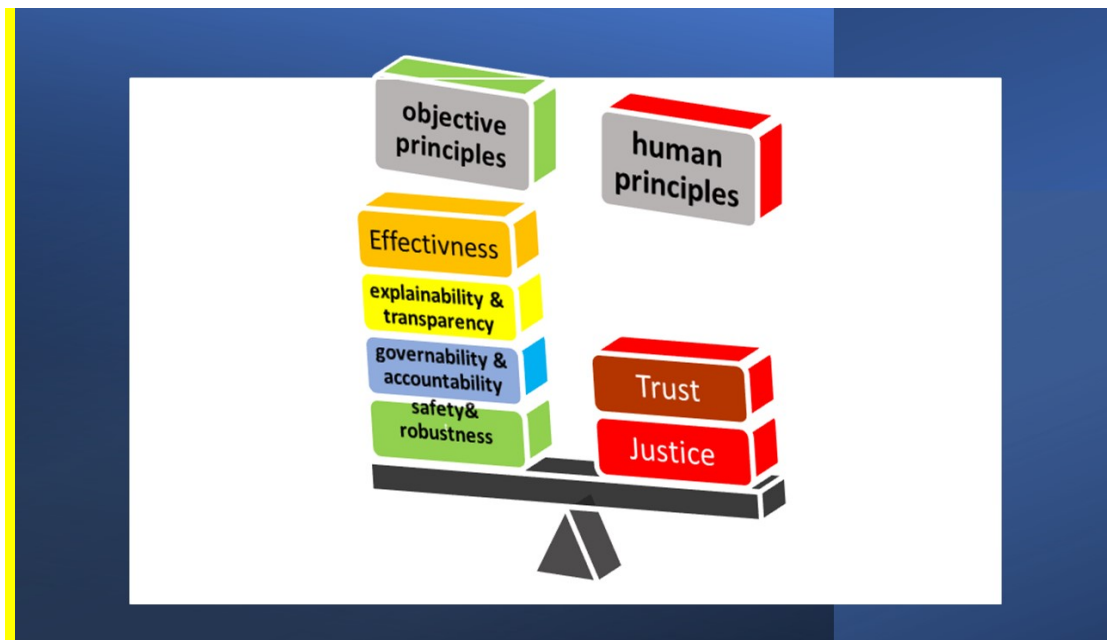 objective
principles
human
principles
Effectivness
explainability &
transparency
governability &
accountability
safety&
robustness
Trust
Justice